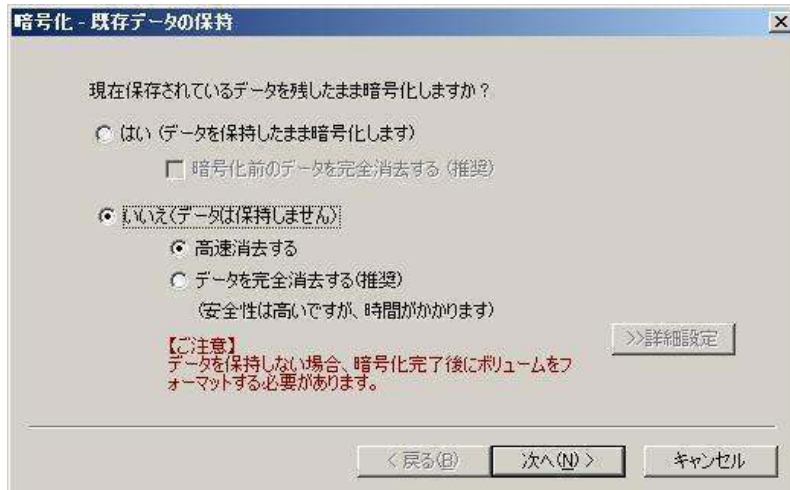 暗号化 - 既存データの保持
現在保存されているデータを残したまま暗号化しますか?
はい (データを保持したまま暗号化します)
暗号化前のデータを完全消去する (推奨)
いいえ(データは保持しません)
高速消去する
データを完全消去する(推奨)
(安全性は高いですが、時間がかかります)
>>詳細設定
【ご注意】
データを保持しない場合、暗号化完了後にボリュームをフ
ォーマットする必要があります。
< 戻る(B)
次へ(N) >
キャンセル